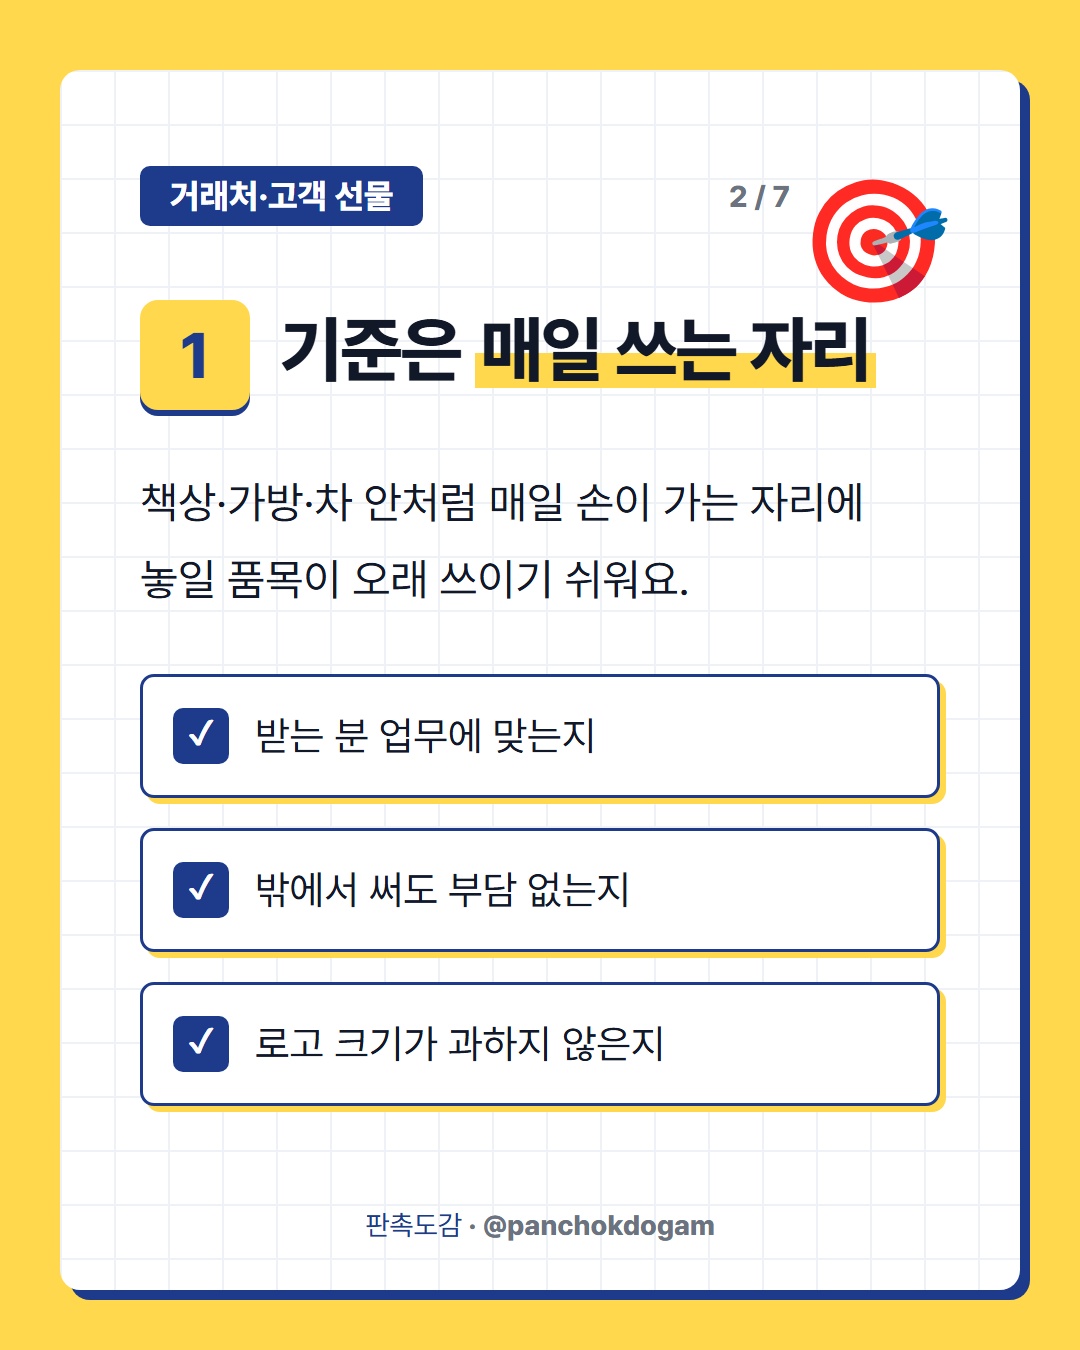 거래처·고객 선물
2 / 7
1
기준은 매일 쓰는 자리
책상·가방·차 안처럼 매일 손이 가는 자리에
놓일 품목이 오래 쓰이기 쉬워요.
받는 분 업무에 맞는지
밖에서 써도 부담 없는지
로고 크기가 과하지 않은지
판촉도감 · @panchokdogam